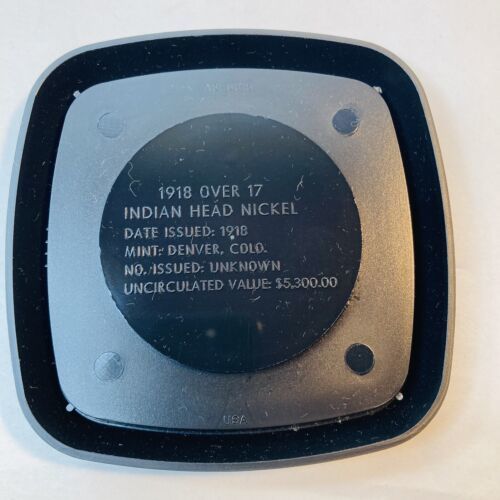 1918 OVER 17
INDIAN HEAD NICKEL
DATE ISSUED: 1918
MINT: DENVER, COLO.
NO. ISSUED: UNKNOWN
UNCIRCULATED VALUE: $5,300.00
USA